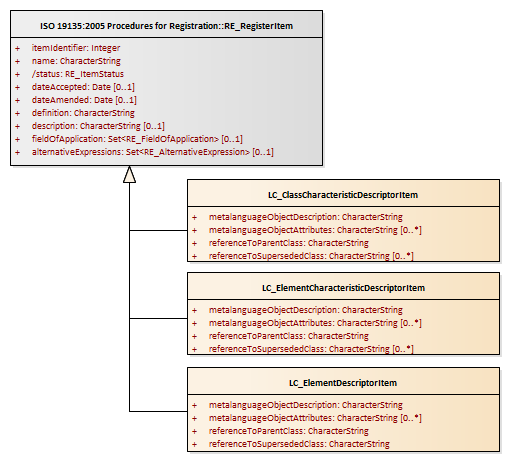 ISO 19135:2005 Procedures for Registration::RE_RegisterItem
+ itemIdentifier: Integer
+ name: CharacterString
+ /status: RE_ItemStatus
+ dateAccepted: Date [0..1]
+ dateAmended: Date [0..1]
+ definition: CharacterString
+ description: CharacterString [0..1]
+ fieldOfApplication: Set<RE_FieldOfApplication> [0..1]
+ alternativeExpressions: Set<RE_AlternativeExpression> [0..1]
LC_ClassCharacteristicDescriptorItem
+ metalanguageObjectDescription: CharacterString
+ metalanguageObjectAttributes: CharacterString [0..*]
+ referenceToParentClass: CharacterString
+ referenceToSupersededClass: CharacterString [0..*]
LC_ElementCharacteristicDescriptorItem
+ metalanguageObjectDescription: CharacterString
+ metalanguageObjectAttributes: CharacterString [0..*]
+ referenceToParentClass: CharacterString
+ referenceToSupersededClass: CharacterString [0..*]
LC_ElementDescriptorItem
+ metalanguageObjectDescription: CharacterString
+ metalanguageObjectAttributes: CharacterString [0..*]
+ referenceToParentClass: CharacterString
+ referenceToSupersededClass: CharacterString